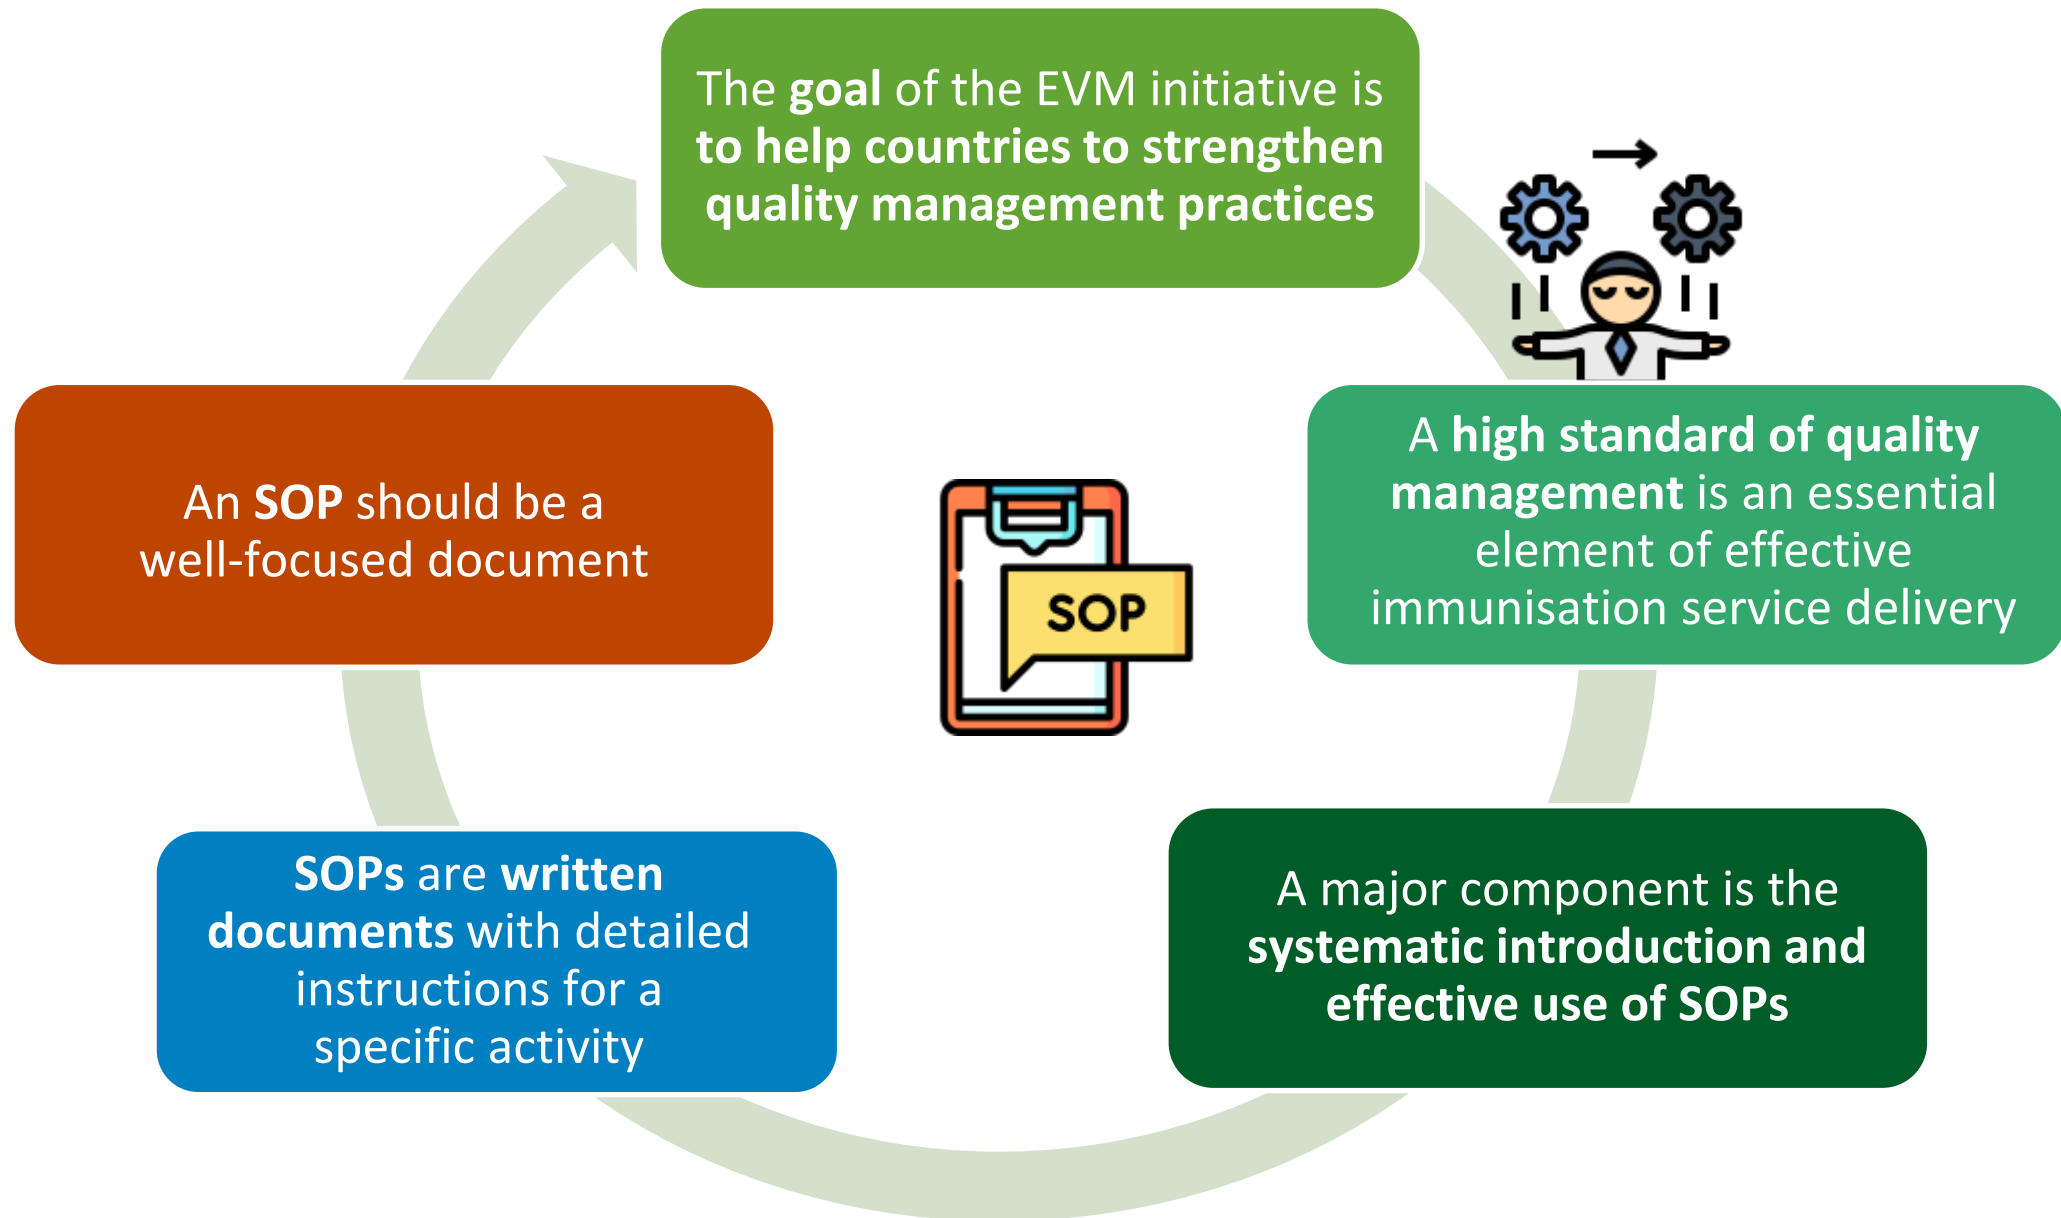 The goal of the EVM initiative is
to help countries to strengthen
quality management practices
A high standard of quality
management is an essential
element of effective
immunisation service delivery
A major component is the
systematic introduction and
effective use of SOPs
SOPs are written
documents with detailed
instructions for a
specific activity
An SOP should be a
well-focused document
SOP